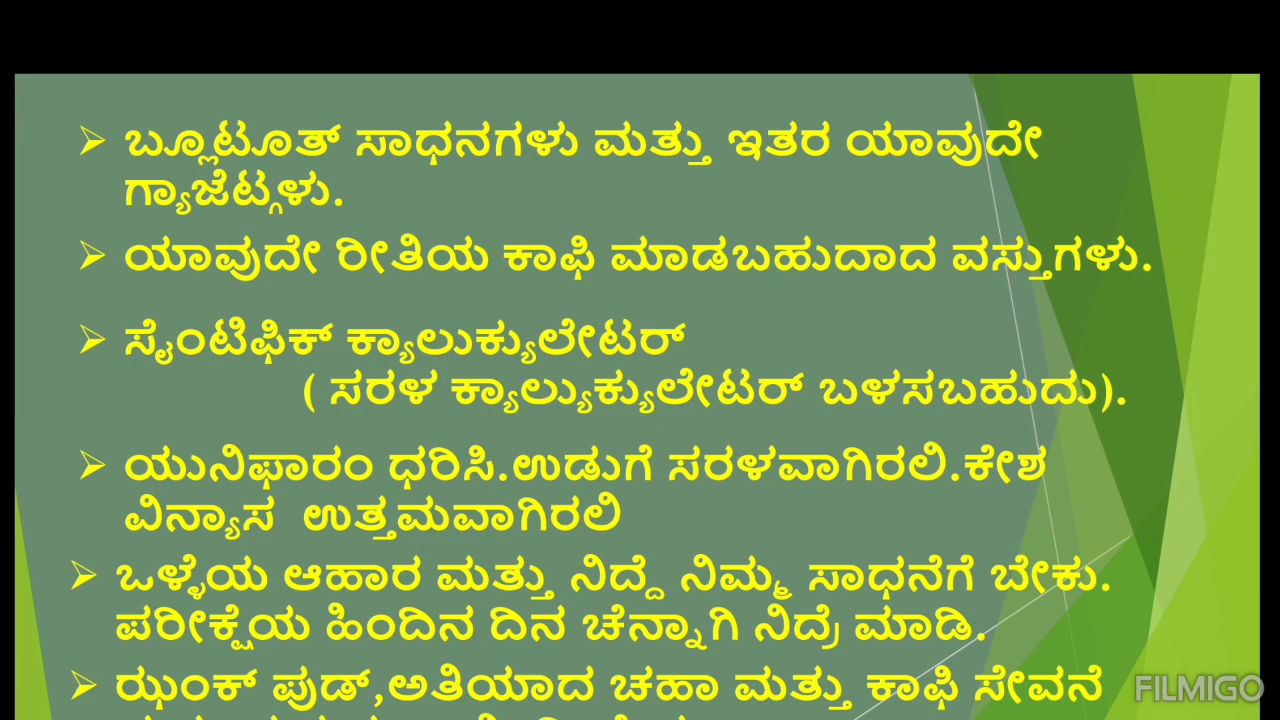 ➢ ಬ್ಲೂಟೂತ್ ಸಾಧನಗಳು ಮತ್ತು ಇತರ ಯಾವುದೇ
ಗ್ಯಾಜೆಟ್ಗಳು.
➢ ಯಾವುದೇ ರೀತಿಯ ಕಾಫಿ ಮಾಡಬಹುದಾದ ವಸ್ತುಗಳು.
➢ ಸೈಂಟಿಫಿಕ್ ಕ್ಯಾಲುಕ್ಯುಲೇಟರ್
( ಸರಳ ಕ್ಯಾಲ್ಯುಕ್ಯುಲೇಟರ್ ಬಳಸಬಹುದು).
➢ ಯುನಿಫಾರಂ ಧರಿಸಿ.ಉಡುಗೆ ಸರಳವಾಗಿರಲಿ.ಕೇಶ
ವಿನ್ಯಾಸ ಉತ್ತಮವಾಗಿರಲಿ
➢ ಒಳ್ಳೆಯ ಆಹಾರ ಮತ್ತು ನಿದ್ದೆ ನಿಮ್ಮ ಸಾಧನೆಗೆ ಬೇಕು.
ಪರೀಕ್ಷೆಯ ಹಿಂದಿನ ದಿನ ಚೆನ್ನಾಗಿ ನಿದ್ರೆ ಮಾಡಿ.
➢ ಝಂಕ್ ಪುಡ್,ಅತಿಯಾದ ಚಹಾ ಮತ್ತು ಕಾಫಿ ಸೇವನೆ
FILMIGO